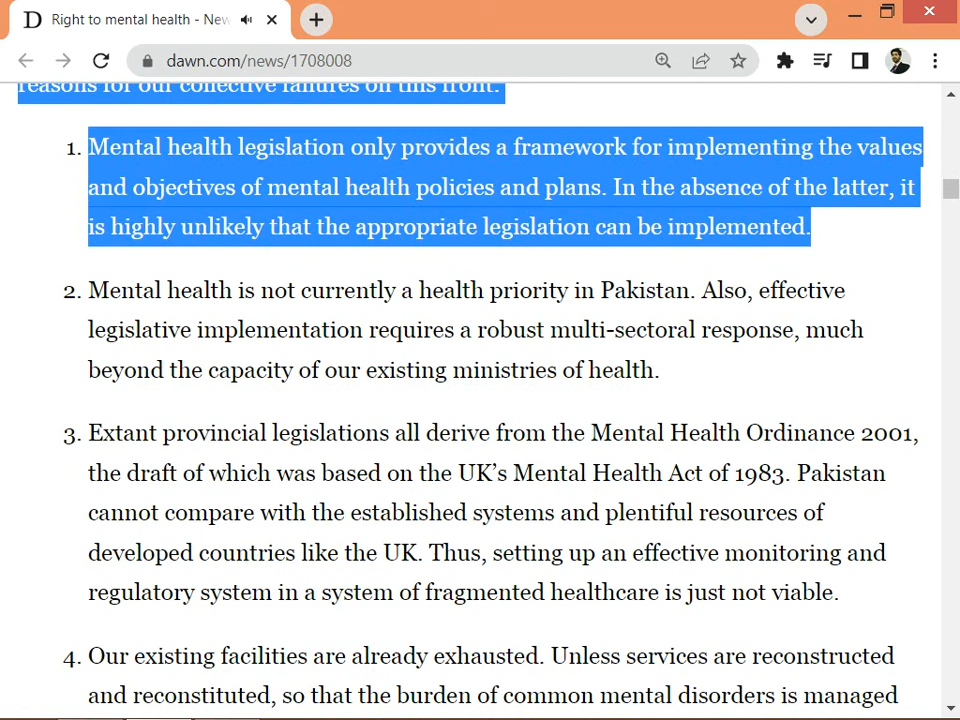 D Right to mental health - Nev
dawn.com/news/1708008
reasons for our collective failures on this front.
1. Mental health legislation only provides a framework for implementing the values
and objectives of mental health policies and plans. In the absence of the latter, it
is highly unlikely that the appropriate legislation can be implemented.
2. Mental health is not currently a health priority in Pakistan. Also, effective
legislative implementation requires a robust multi-sectoral response, much
beyond the capacity of our existing ministries of health.
3. Extant provincial legislations all derive from the Mental Health Ordinance 2001,
the draft of which was based on the UK’s Mental Health Act of 1983. Pakistan
cannot compare with the established systems and plentiful resources of
developed countries like the UK. Thus, setting up an effective monitoring and
regulatory system in a system of fragmented healthcare is just not viable.
4. Our existing facilities are already exhausted. Unless services are reconstructed
and reconstituted, so that the burden of common mental disorders is managed